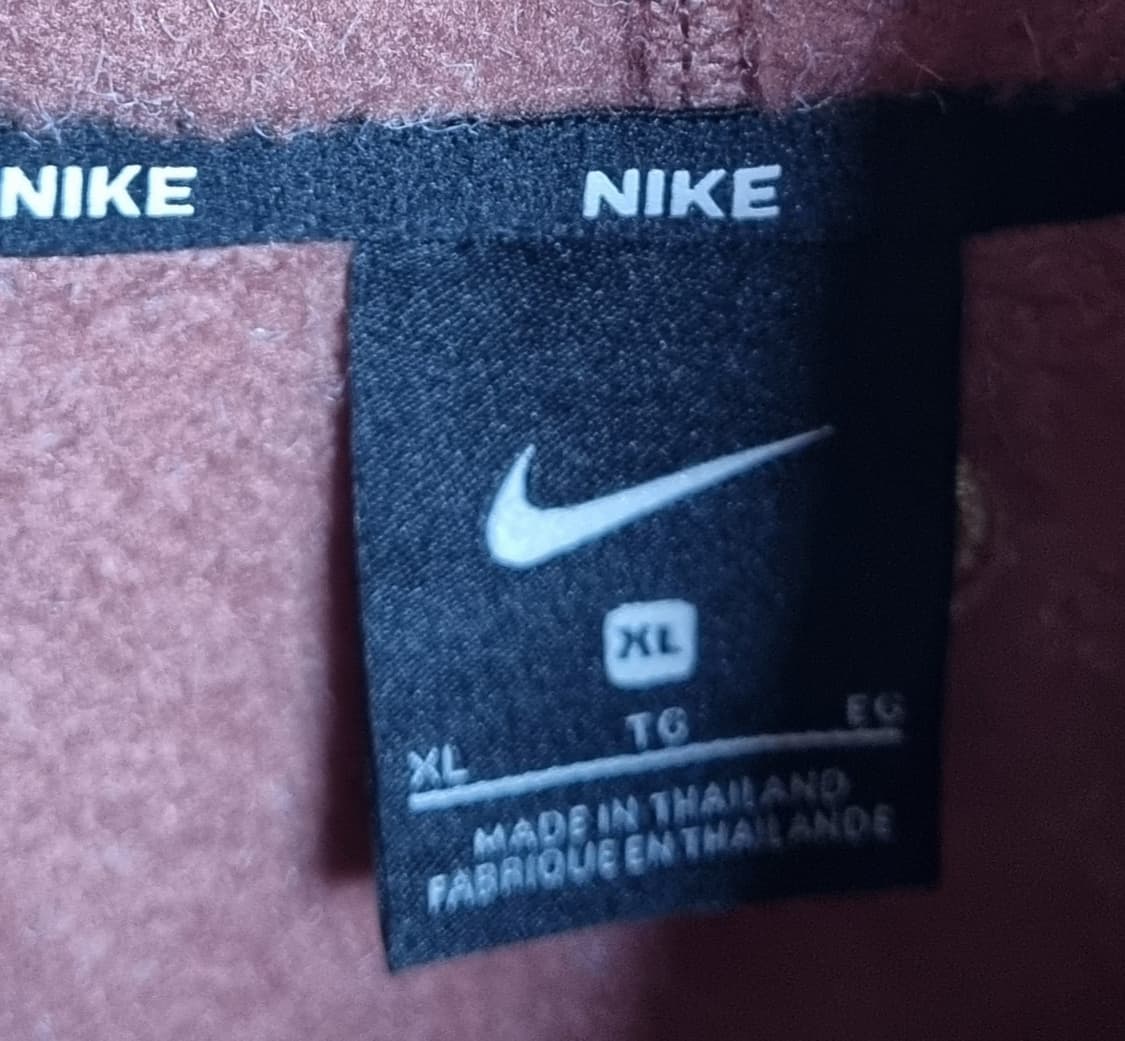 NIKE NIKE
XL
XL TG EG
MADE IN THAILAND
FABRIQUE EN THAILANDE